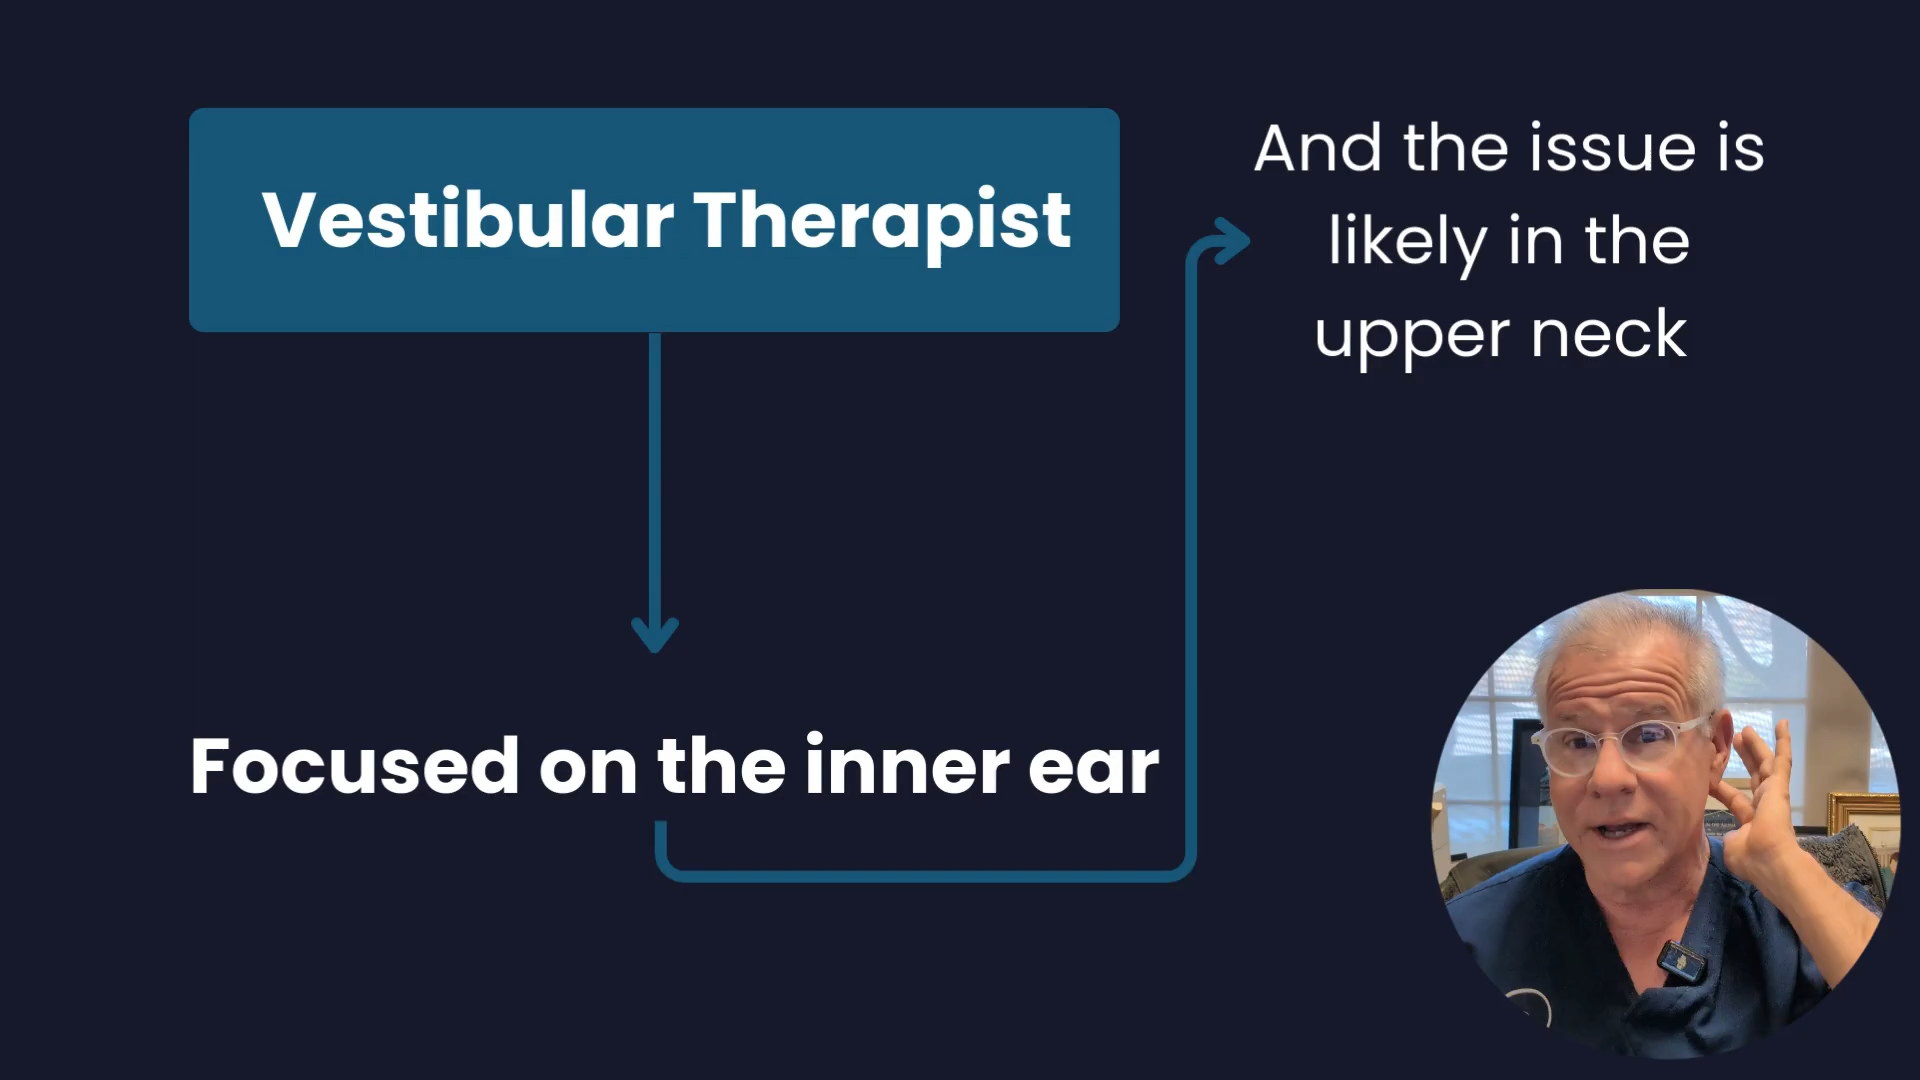 Vestibular Therapist
Focused on the inner ear
And the issue is
likely in the
upper neck